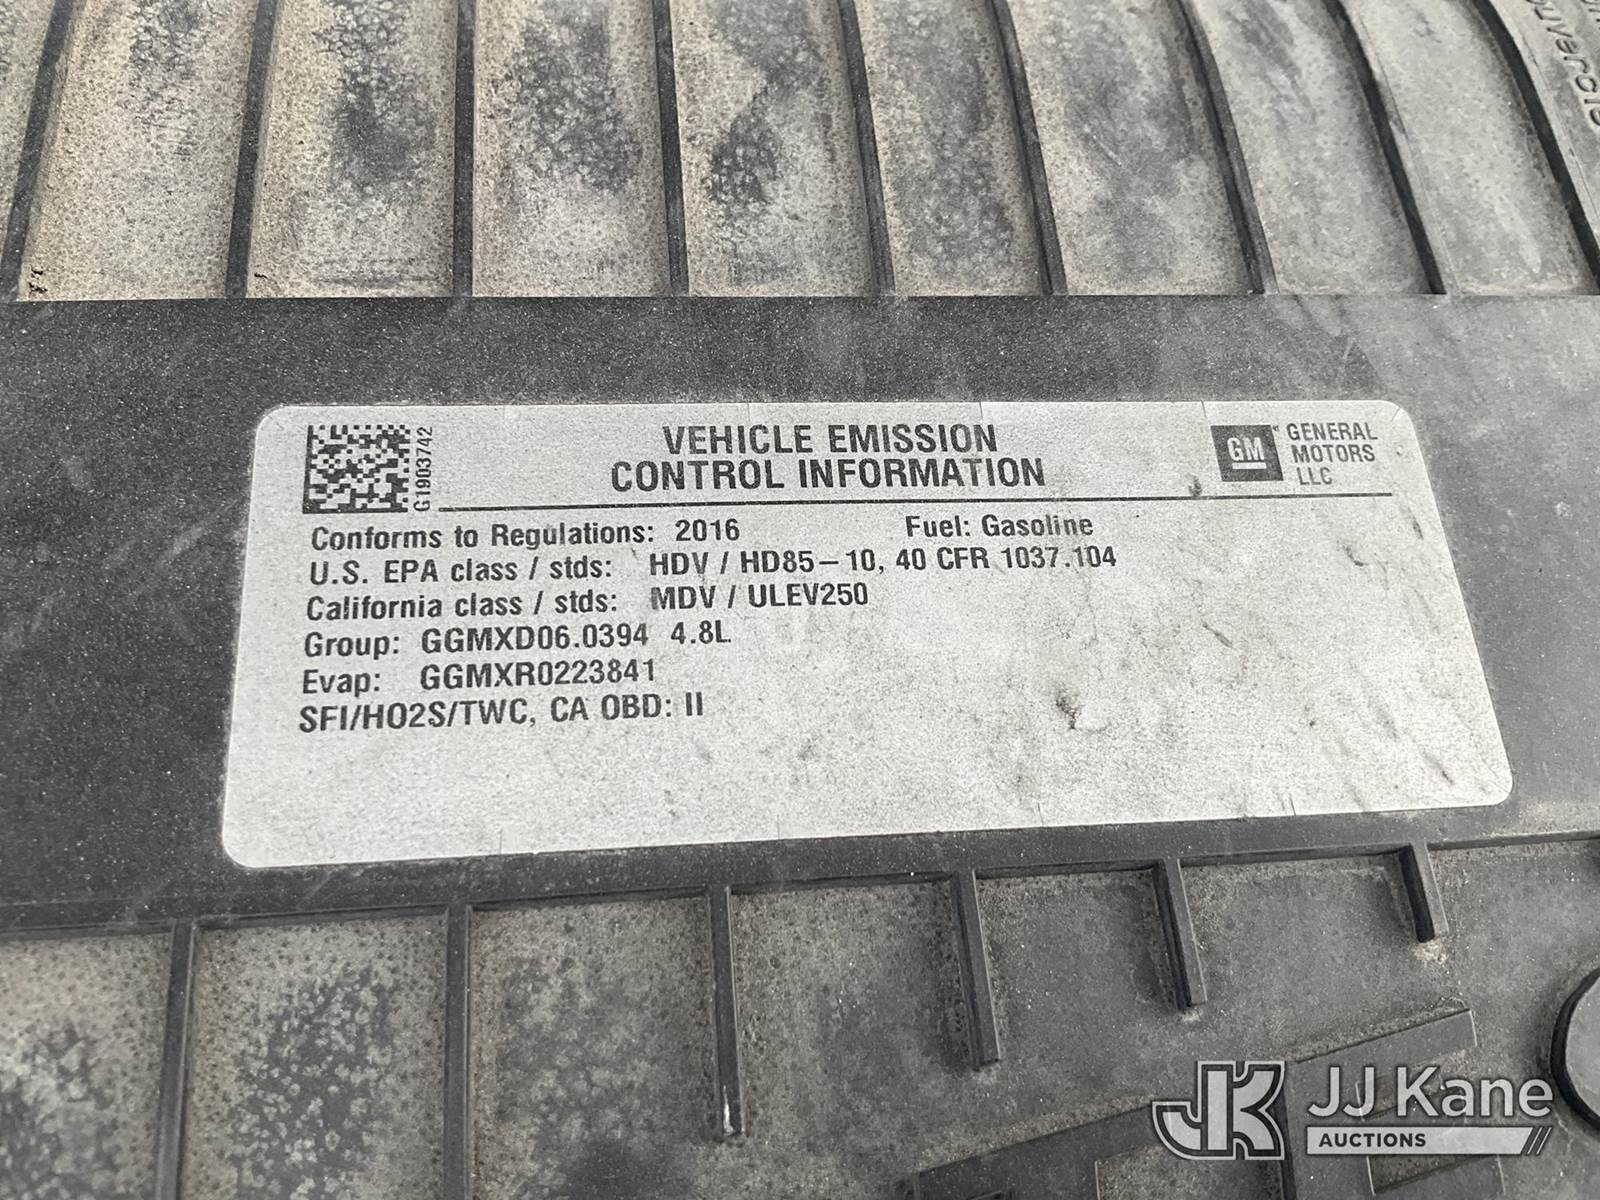 G1903742
VEHICLE EMISSION
CONTROL INFORMATION
GM
GENERAL
MOTORS
LLC
Conforms to Regulations: 2016 Fuel: Gasoline
U.S. EPA class / stds: HDV / HD85-10, 40 CFR 1037.104
California class / stds: MDV / ULEV250
Group: GGMXD06.0394 4.8L
Evap: GGMXR0223841
SFI/HO2S/TWC, CA OBD: II
JK
JJ Kane
AUCTIONS